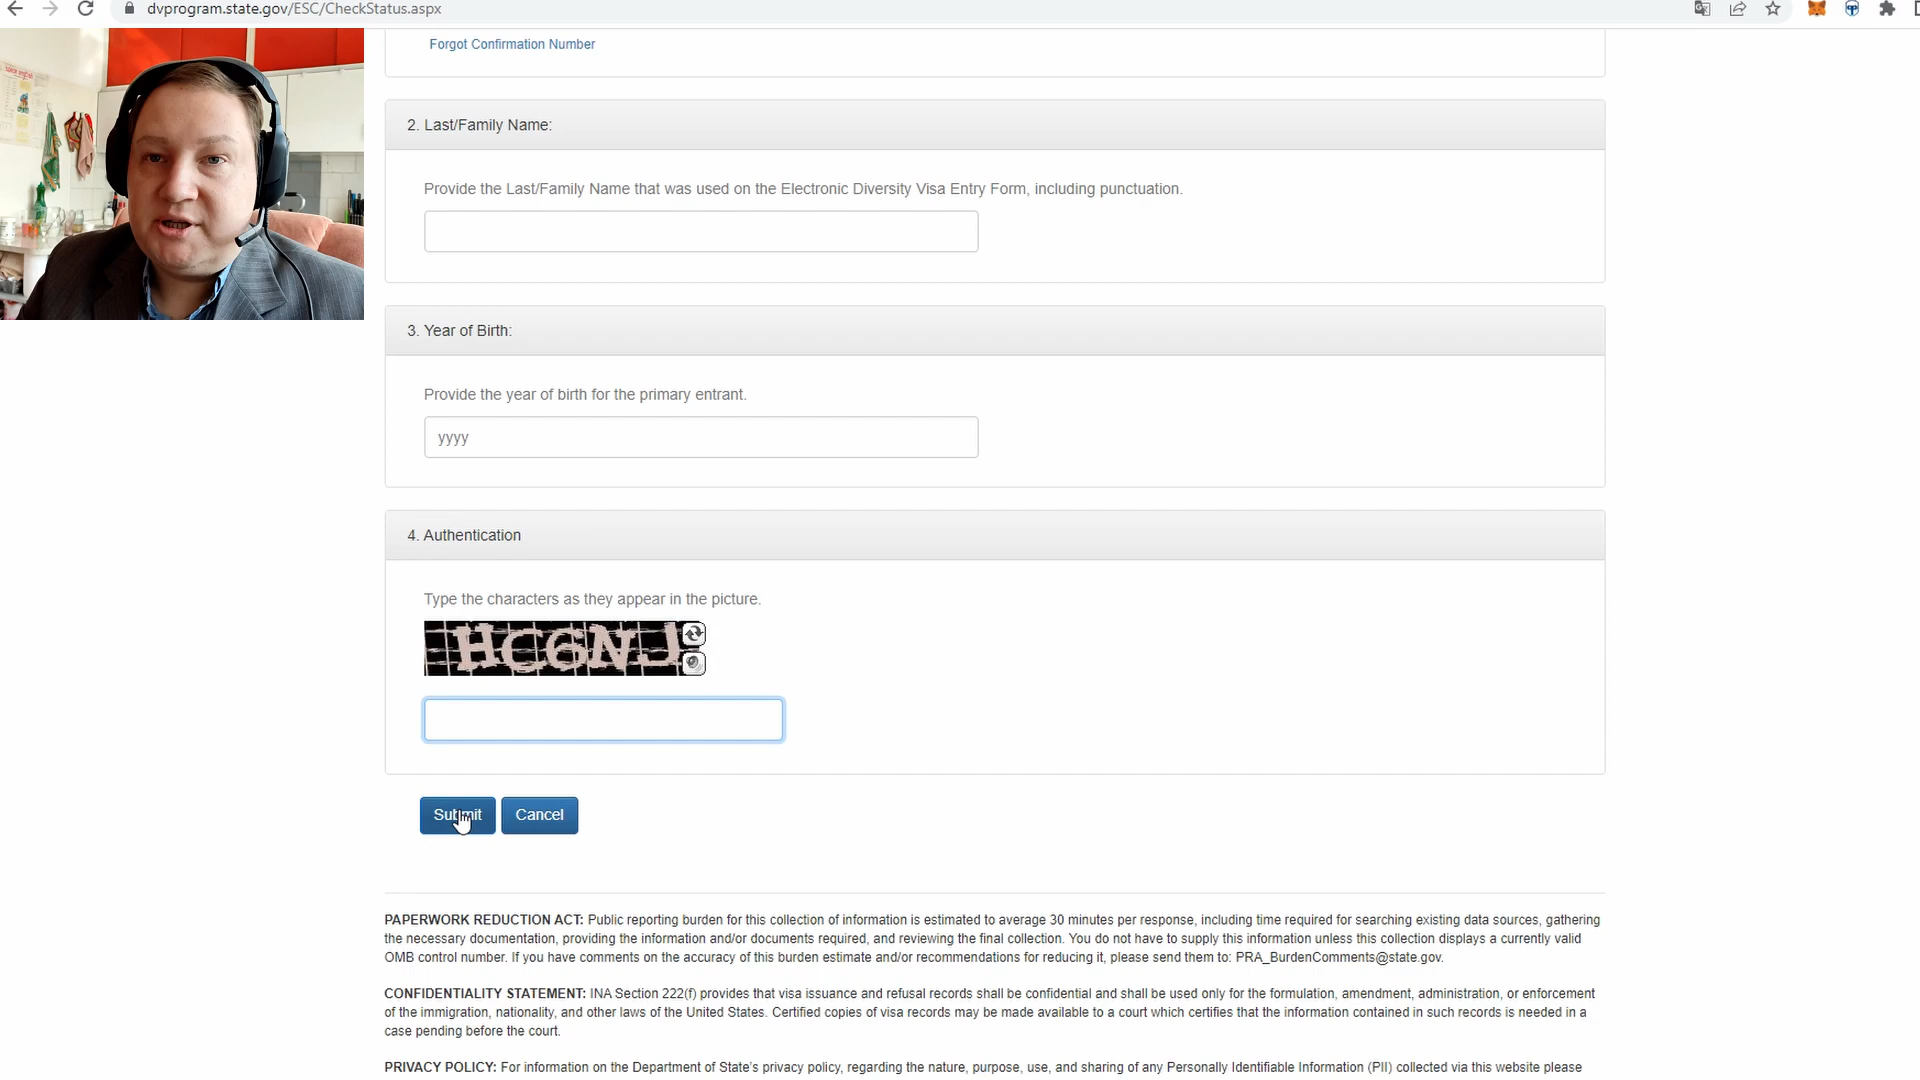 dvprogram.state.gov/ESC/CheckStatus.aspx
Forgot Confirmation Number
2. Last/Family Name:
Provide the Last/Family Name that was used on the Electronic Diversity Visa Entry Form, including punctuation.
3. Year of Birth:
Provide the year of birth for the primary entrant.
yyyy
4. Authentication
Type the characters as they appear in the picture.
HC6NJ
Submit Cancel
PAPERWORK REDUCTION ACT: Public reporting burden for this collection of information is estimated to average 30 minutes per response, including time required for searching existing data sources, gathering
the necessary documentation, providing the information and/or documents required, and reviewing the final collection. You do not have to supply this information unless this collection displays a currently valid
OMB control number. If you have comments on the accuracy of this burden estimate and/or recommendations for reducing it, please send them to: PRA_BurdenComments@state.gov.
CONFIDENTIALITY STATEMENT: INA Section 222(f) provides that visa issuance and refusal records shall be confidential and shall be used only for the formulation, amendment, administration, or enforcement
of the immigration, nationality, and other laws of the United States. Certified copies of visa records may be made available to a court which certifies that the information contained in such records is needed in a
case pending before the court.
PRIVACY POLICY: For information on the Department of State's privacy policy, regarding the nature, purpose, use, and sharing of any Personally Identifiable Information (PII) collected via this website please